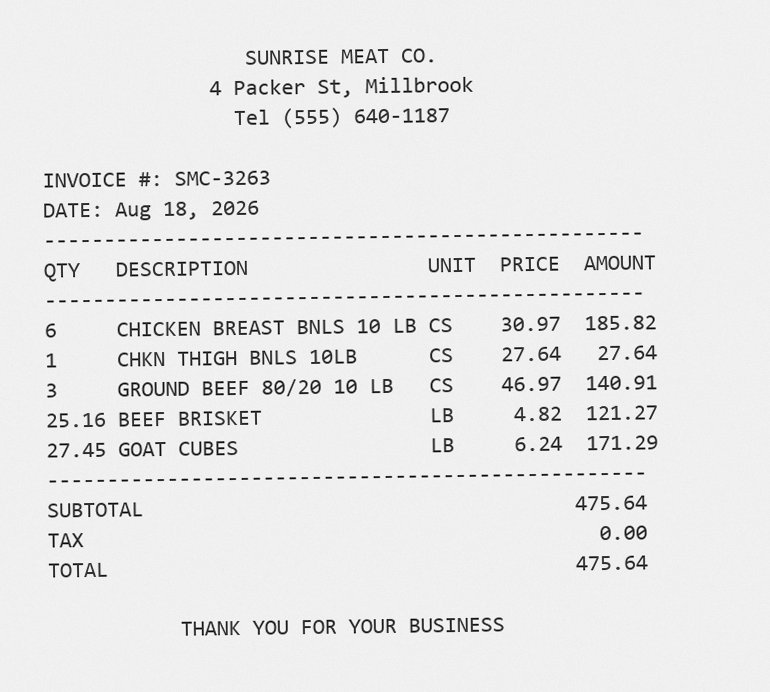 SUNRISE MEAT CO.
4 Packer St, Millbrook
Tel (555) 640-1187
INVOICE #: SMC-3263
DATE: Aug 18, 2026
--------------------------------------------------
QTY   DESCRIPTION               UNIT  PRICE  AMOUNT
--------------------------------------------------
6     CHICKEN BREAST BNLS 10 LB CS    30.97  185.82
1     CHKN THIGH BNLS 10LB      CS    27.64   27.64
3     GROUND BEEF 80/20 10 LB   CS    46.97  140.91
25.16 BEEF BRISKET              LB     4.82  121.27
27.45 GOAT CUBES                LB     6.24  171.29
--------------------------------------------------
SUBTOTAL                                    475.64
TAX                                           0.00
TOTAL                                       475.64
THANK YOU FOR YOUR BUSINESS